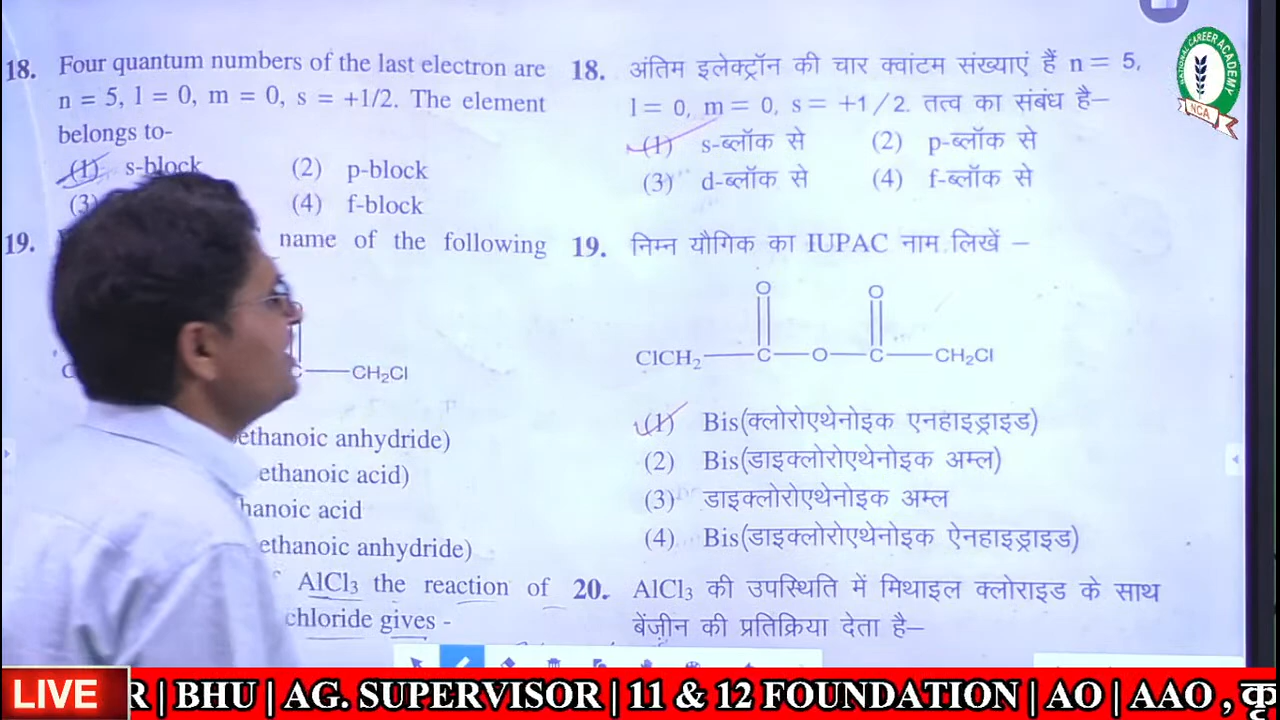 18. Four quantum numbers of the last electron are
n = 5, l = 0, m = 0, s = +1/2. The element
belongs to-
(1) s-block (2) p-block
(3) (4) f-block
19. name of the following
—CH₂Cl
ethanoic anhydride)
ethanoic acid)
hanoic acid
ethanoic anhydride)
AlCl₃ the reaction of
chloride gives -
18. अंतिम इलेक्ट्रॉन की चार क्वांटम संख्याएं हैं n = 5,
l = 0, m = 0, s = +1/2. तत्व का संबंध है–
(1) s-ब्लॉक से (2) p-ब्लॉक से
(3) d-ब्लॉक से (4) f-ब्लॉक से
19. निम्न यौगिक का IUPAC नाम लिखें –
O O
ClCH₂—C—O—C—CH₂Cl
(1) Bis(क्लोरोएथेनोइक एनहाइड्राइड)
(2) Bis(डाइक्लोरोएथेनोइक अम्ल)
(3) डाइक्लोरोएथेनोइक अम्ल
(4) Bis(डाइक्लोरोएथेनोइक ऐनहाइड्राइड)
20. AlCl₃ की उपस्थिति में मिथाइल क्लोराइड के साथ
बेंज़ीन की प्रतिक्रिया देता है–
NATIONAL CAREER ACADEMY
NCA
LIVE R | BHU | AG. SUPERVISOR | 11 & 12 FOUNDATION | AO | AAO , कृ